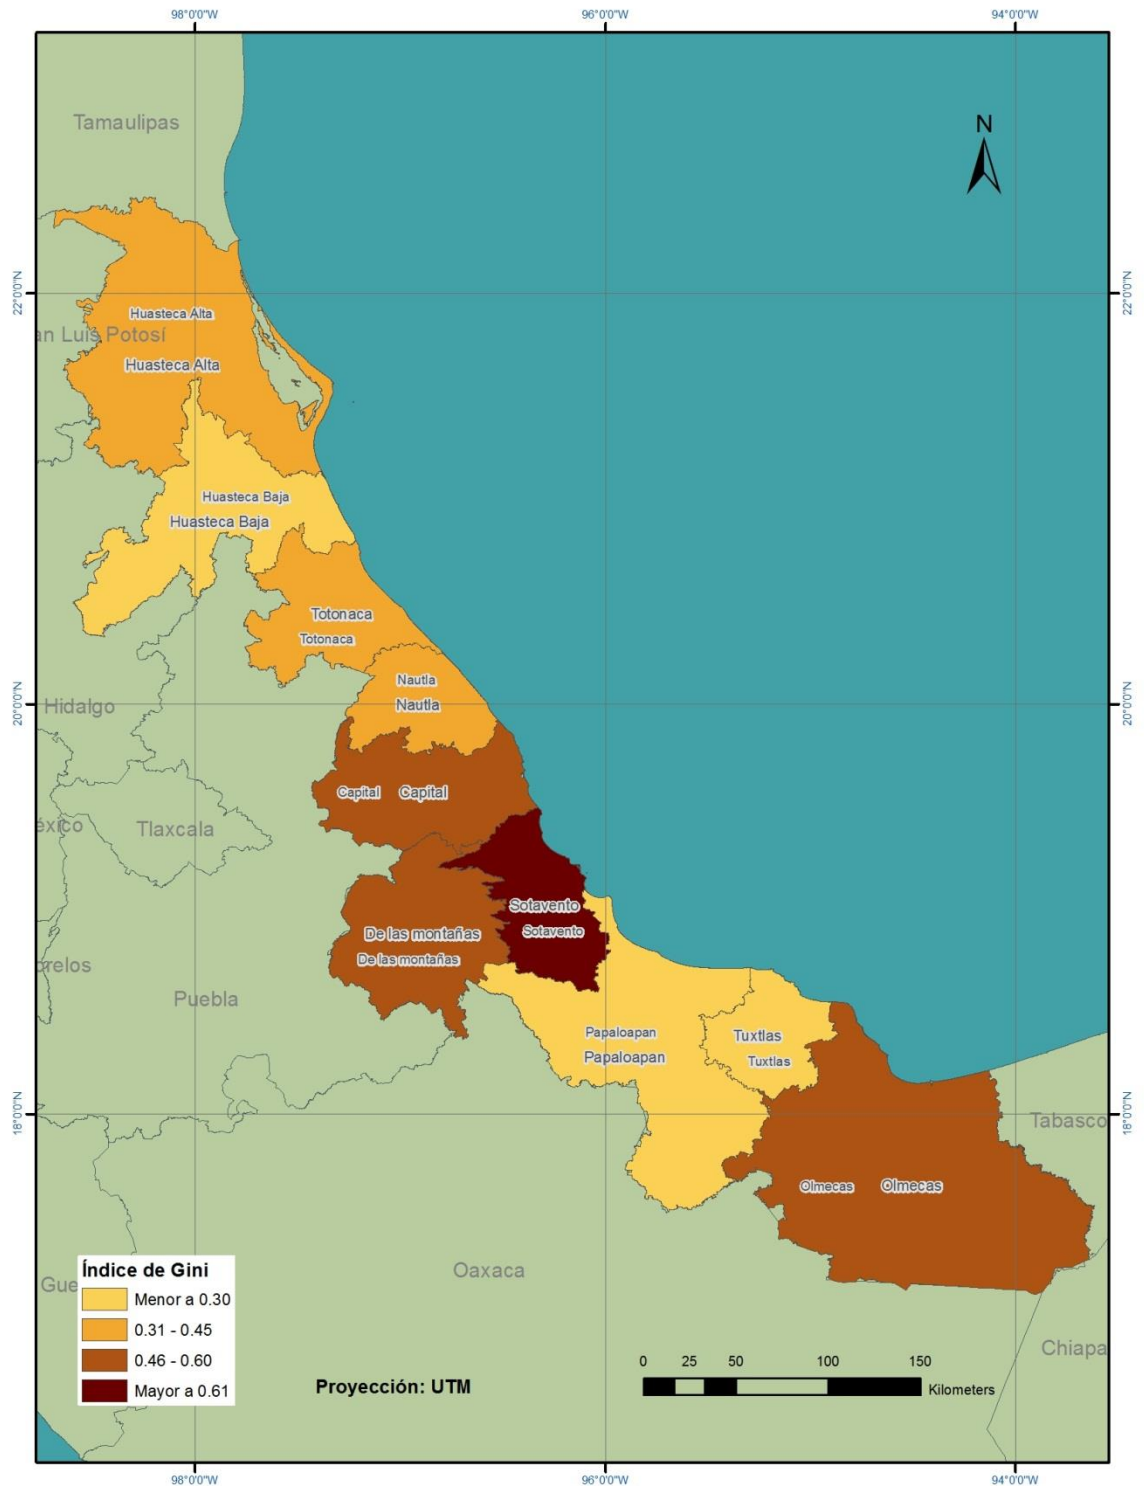 98°0'0"W
96°0'0"W
94°0'0"W
Tamaulipas
N
22°0'0"N
22°0'0"N
Huasteca Alta
an Luis Potosí
Huasteca Alta
Huasteca Baja
Huasteca Baja
Totonaca
Totonaca
Nautla
Nautla
Hidalgo
20°0'0"N
20°0'0"N
Capital
Capital
éxico
Tlaxcala
Sotavento
Sotavento
De las montañas
De las montañas
orelos
Puebla
Papaloapan
Papaloapan
Tuxtlas
Tuxtlas
18°0'0"N
18°0'0"N
Tabasco
Olmecas
Olmecas
Oaxaca
Gue
Índice de Gini
Menor a 0.30
0.31 - 0.45
0.46 - 0.60
Mayor a 0.61
Proyección: UTM
0 25 50 100 150
Kilometers
Chiapa
98°0'0"W
96°0'0"W
94°0'0"W